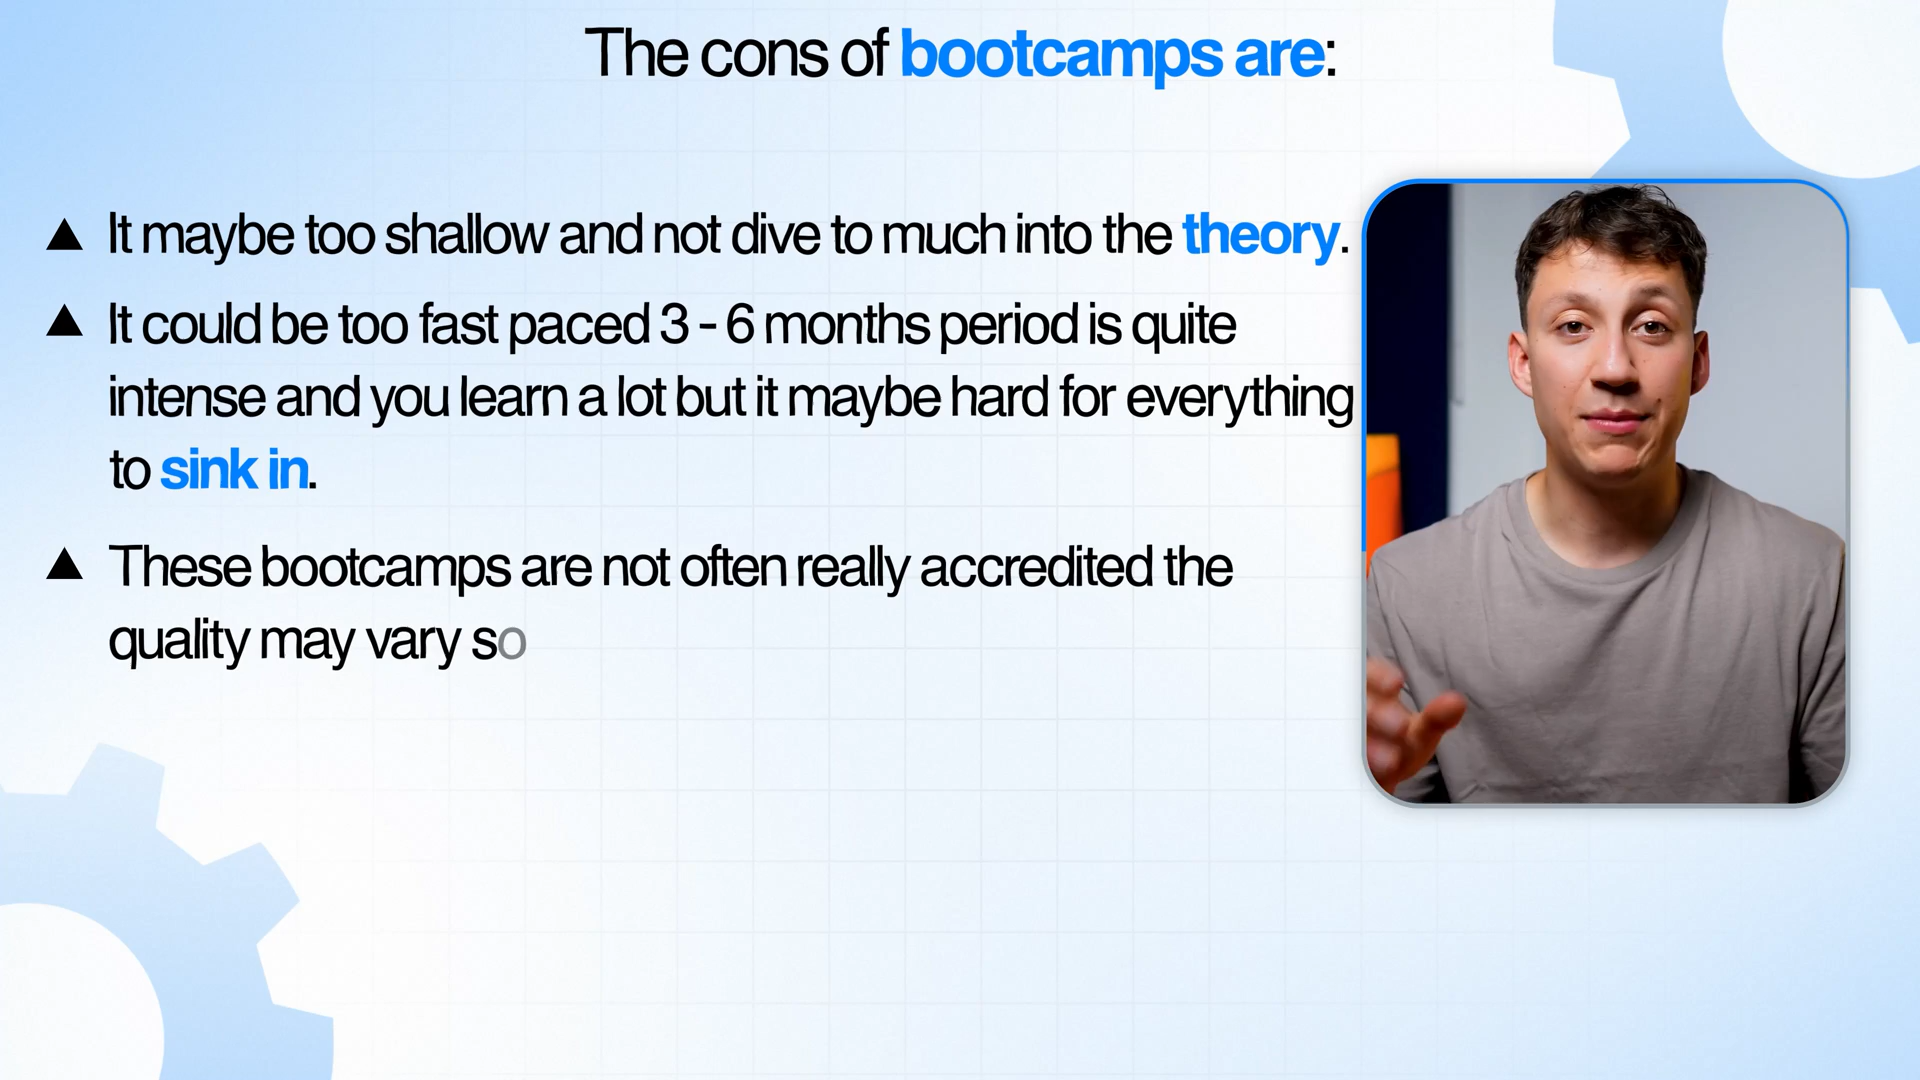 The cons of bootcamps are:
▲ It maybe too shallow and not dive to much into the theory.
▲ It could be too fast paced 3 - 6 months period is quite
intense and you learn a lot but it maybe hard for everything
to sink in.
▲ These bootcamps are not often really accredited the
quality may vary so